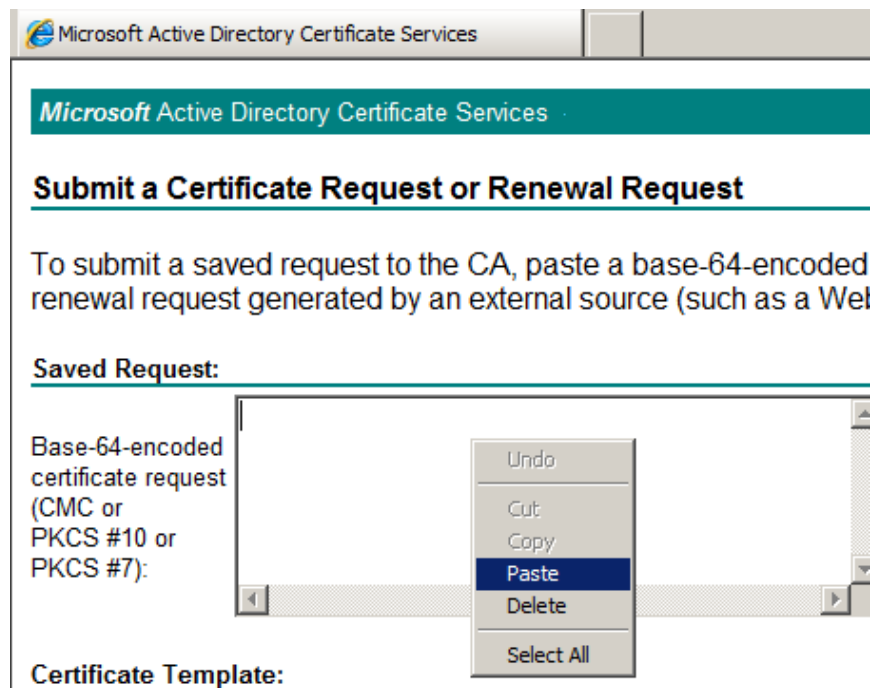 Microsoft Active Directory Certificate Services
Microsoft Active Directory Certificate Services
Submit a Certificate Request or Renewal Request
To submit a saved request to the CA, paste a base-64-encoded
renewal request generated by an external source (such as a Web
Saved Request:
Base-64-encoded
certificate request
(CMC or
PKCS #10 or
PKCS #7):
Undo
Cut
Copy
Paste
Delete
Select All
Certificate Template: